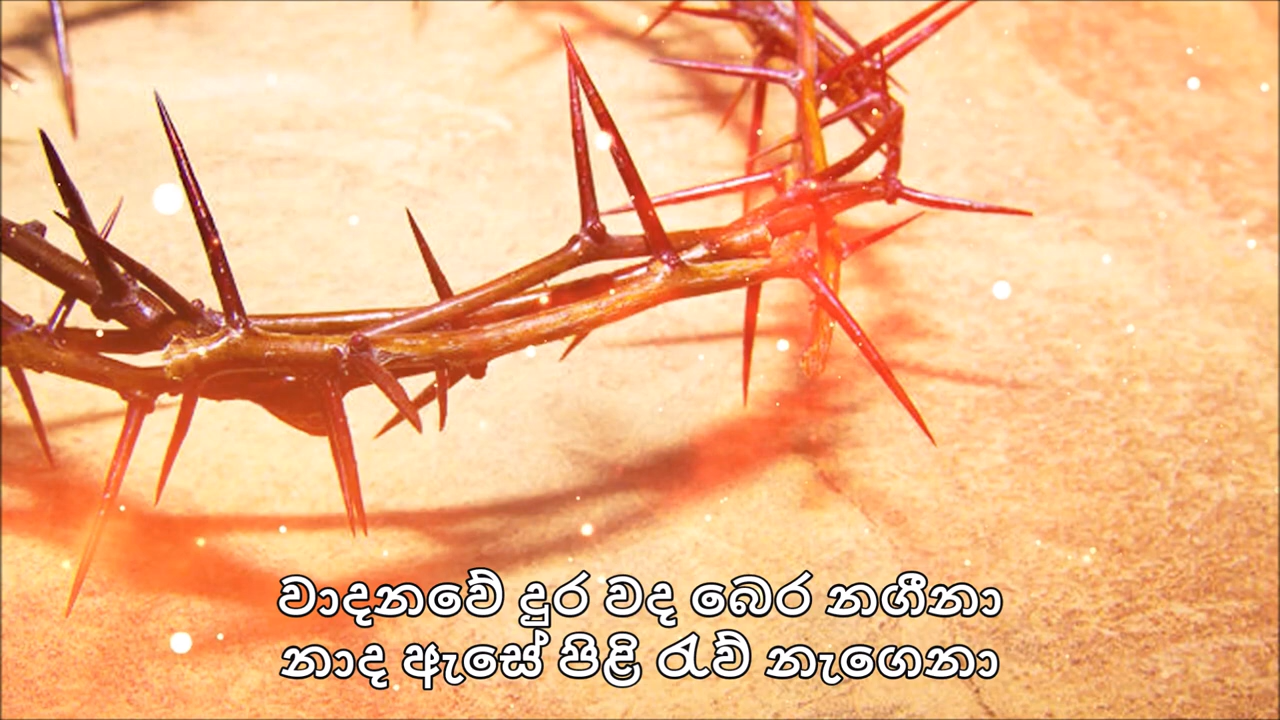 වාදනවේ දුර වද බෙර නගීනා
නාද ඇසේ පිළි රැව් නැගෙනා